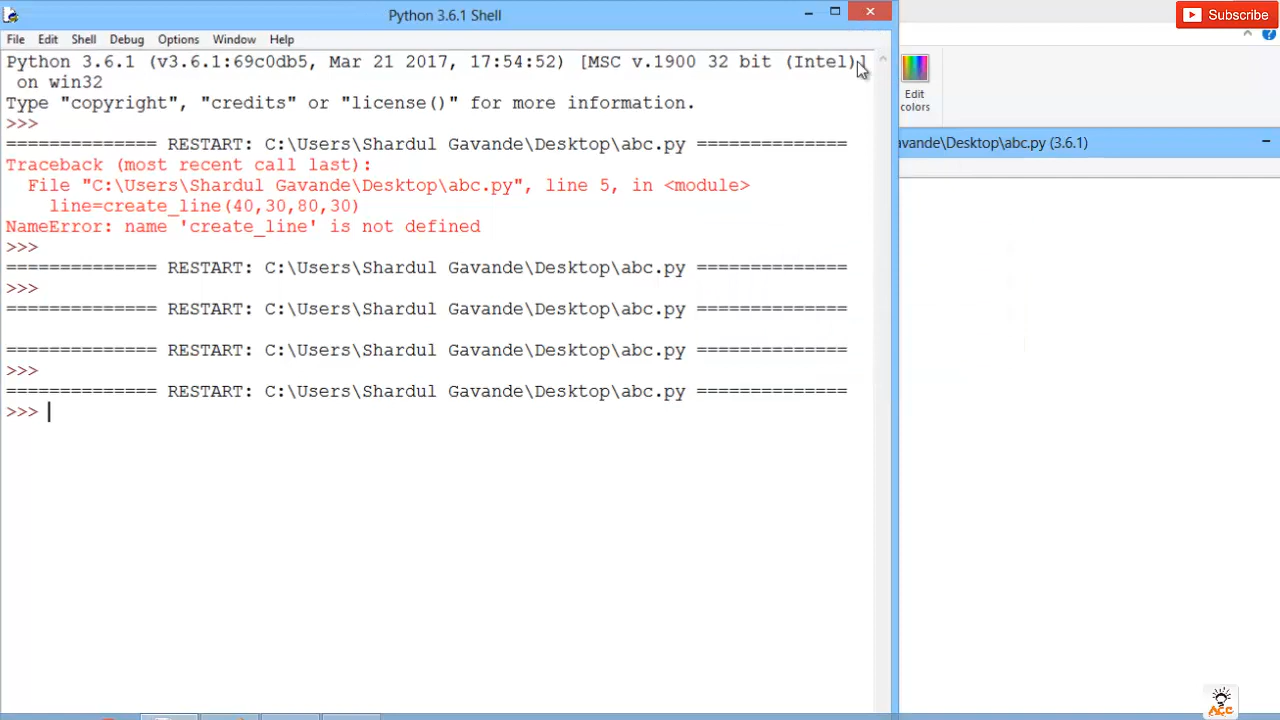 Python 3.6.1 Shell
Subscribe
File Edit Shell Debug Options Window Help
Python 3.6.1 (v3.6.1:69c0db5, Mar 21 2017, 17:54:52) [MSC v.1900 32 bit (Intel)]
on win32
Type "copyright", "credits" or "license()" for more information.
>>>
============== RESTART: C:\Users\Shardul Gavande\Desktop\abc.py ==============
Traceback (most recent call last):
File "C:\Users\Shardul Gavande\Desktop\abc.py", line 5, in <module>
line=create_line(40,30,80,30)
NameError: name 'create_line' is not defined
>>>
============== RESTART: C:\Users\Shardul Gavande\Desktop\abc.py ==============
>>>
============== RESTART: C:\Users\Shardul Gavande\Desktop\abc.py ==============
============== RESTART: C:\Users\Shardul Gavande\Desktop\abc.py ==============
>>>
============== RESTART: C:\Users\Shardul Gavande\Desktop\abc.py ==============
>>>
Edit
colors
avande\Desktop\abc.py (3.6.1)
ACC